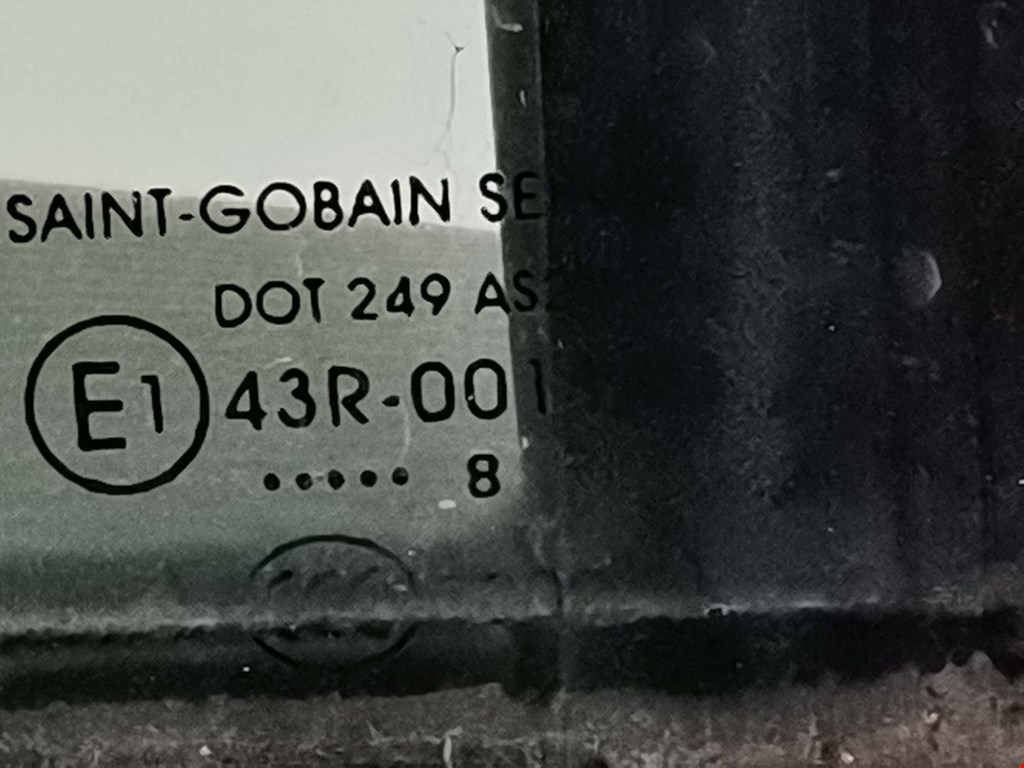 SAINT-GOBAIN SE
DOT 249 AS
E1 43R-001
..... 8